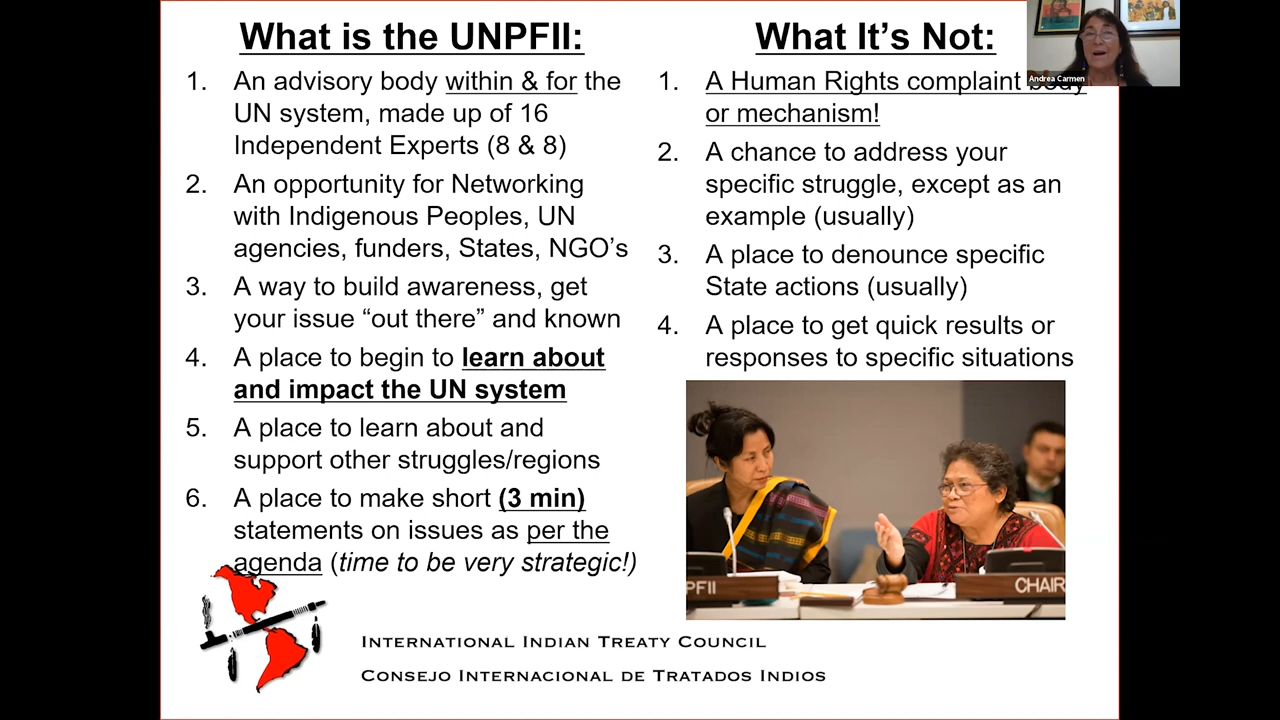 What is the UNPFII:
1. An advisory body within & for the
UN system, made up of 16
Independent Experts (8 & 8)
2. An opportunity for Networking
with Indigenous Peoples, UN
agencies, funders, States, NGO’s
3. A way to build awareness, get
your issue “out there” and known
4. A place to begin to learn about
and impact the UN system
5. A place to learn about and
support other struggles/regions
6. A place to make short (3 min)
statements on issues as per the
agenda (time to be very strategic!)
What It’s Not:
1. A Human Rights complaint body
or mechanism!
2. A chance to address your
specific struggle, except as an
example (usually)
3. A place to denounce specific
State actions (usually)
4. A place to get quick results or
responses to specific situations
Andrea Carmen
PFII
CHAIR
International Indian Treaty Council
Consejo Internacional de Tratados Indios